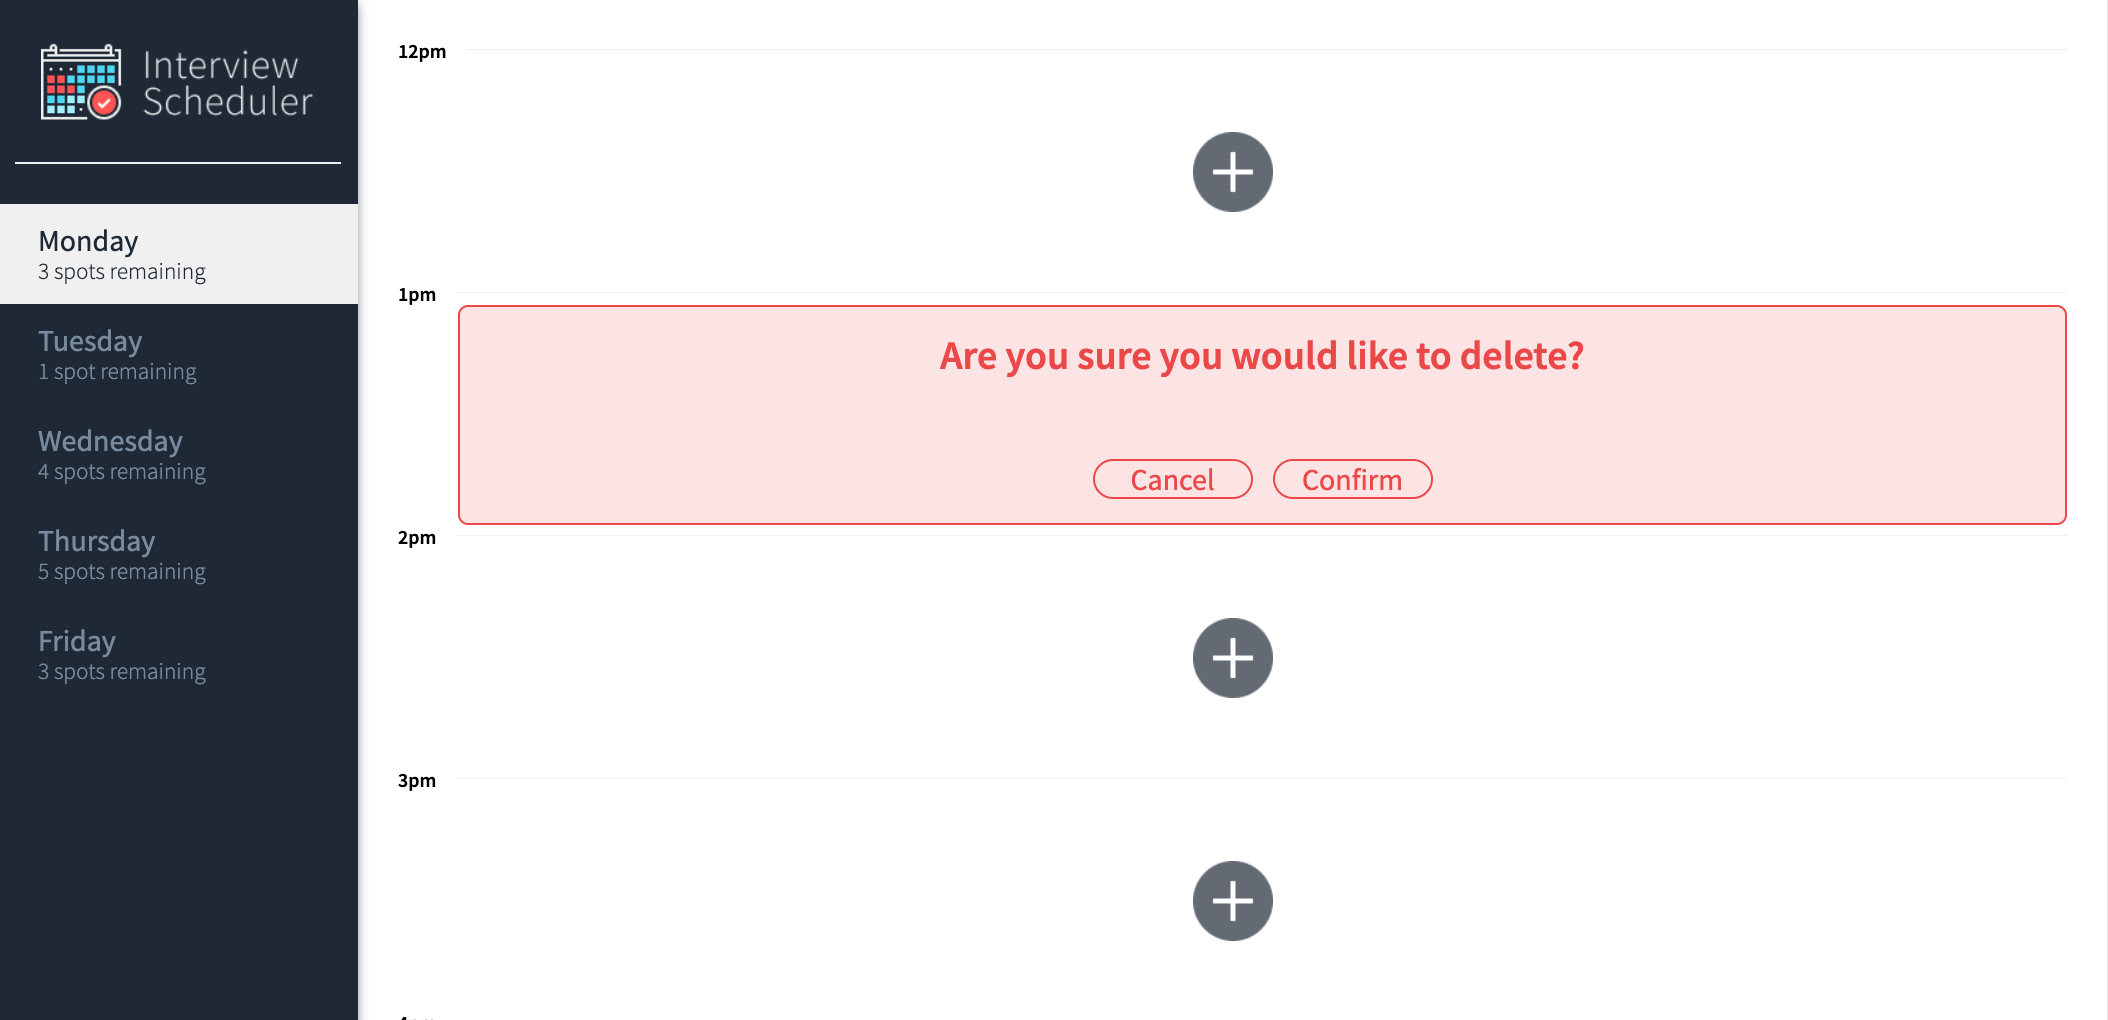 Interview
Scheduler
Monday
3 spots remaining
Tuesday
1 spot remaining
Wednesday
4 spots remaining
Thursday
5 spots remaining
Friday
3 spots remaining
12pm
1pm
Are you sure you would like to delete?
Cancel Confirm
2pm
3pm